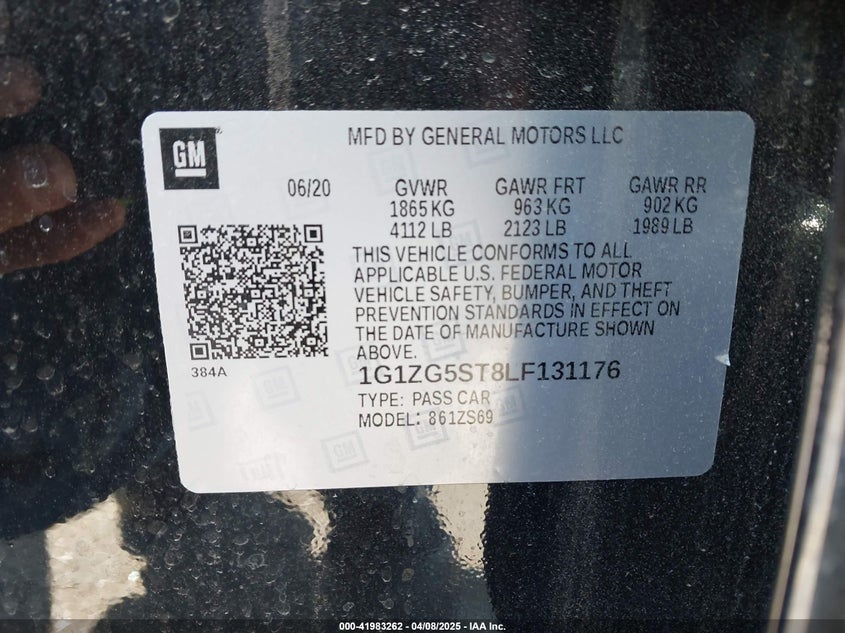 GM
MFD BY GENERAL MOTORS LLC
06/20 GVWR GAWR FRT GAWR RR
1865 KG 963 KG 902 KG
4112 LB 2123 LB 1989 LB
THIS VEHICLE CONFORMS TO ALL
APPLICABLE U.S. FEDERAL MOTOR
VEHICLE SAFETY, BUMPER, AND THEFT
PREVENTION STANDARDS IN EFFECT ON
THE DATE OF MANUFACTURE SHOWN
ABOVE.
384A
1G1ZG5ST8LF131176
TYPE: PASS CAR
MODEL: 861ZS69
000-41983262 - 04/08/2025 - IAA Inc.